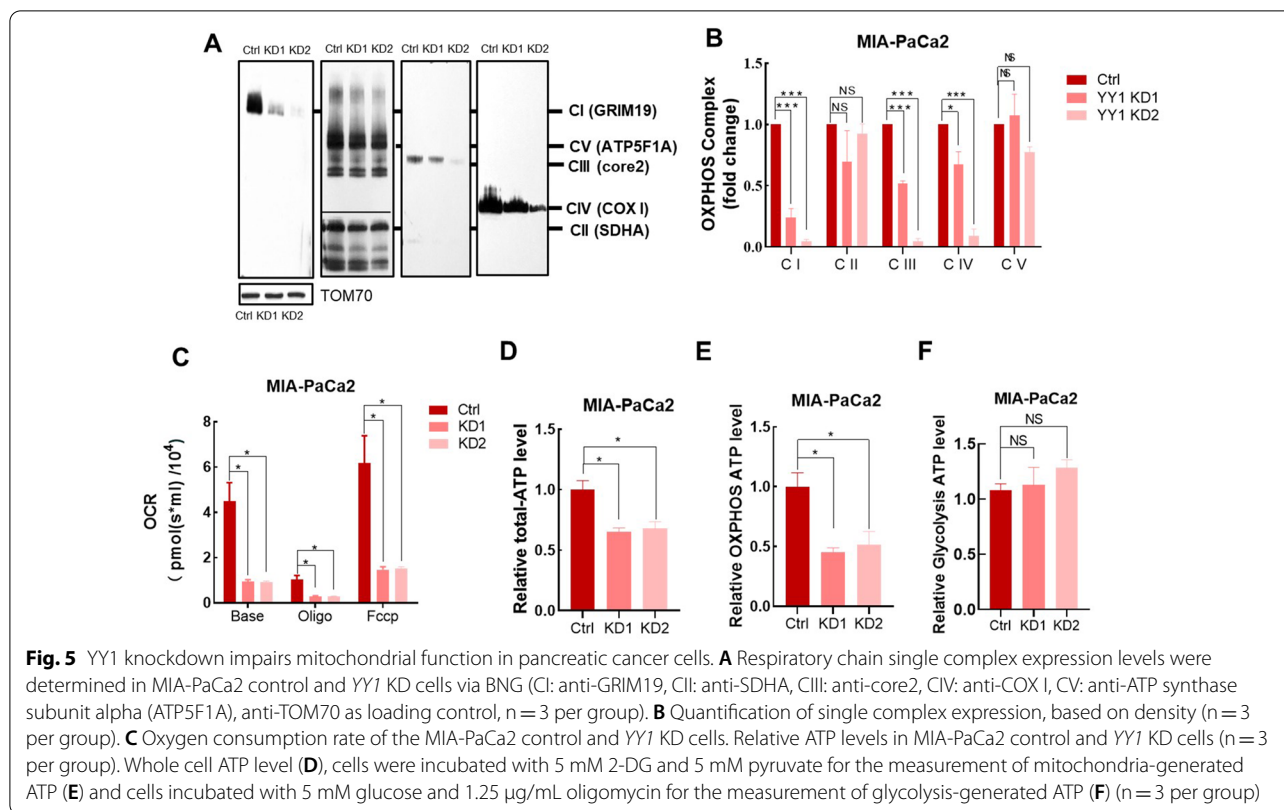 A
Ctrl KD1 KD2
Ctrl KD1 KD2
Ctrl KD1 KD2
Ctrl KD1 KD2
CI (GRIM19)
CV (ATP5F1A)
CIII (core2)
CIV (COX I)
CII (SDHA)
TOM70
Ctrl KD1 KD2
B
MIA-PaCa2
OXPHOS Complex
(fold change)
1.5
1.0
0.5
0.0
***
***
NS
NS
***
***
***
*
NS
NS
C I
C II
C III
C IV
C V
Ctrl
YY1 KD1
YY1 KD2
C
MIA-PaCa2
OCR
( pmol(s*ml) /10⁴)
8
6
4
2
0
*
*
*
*
*
*
Base
Oligo
Fccp
Ctrl
KD1
KD2
D
MIA-PaCa2
Relative total-ATP level
1.5
1.0
0.5
0.0
*
*
Ctrl KD1 KD2
E
MIA-PaCa2
Relative OXPHOS ATP level
1.5
1.0
0.5
0.0
*
*
Ctrl KD1 KD2
F
MIA-PaCa2
Relative Glycolysis ATP level
1.5
1.0
0.5
0.0
NS
NS
Ctrl KD1 KD2
Fig. 5 YY1 knockdown impairs mitochondrial function in pancreatic cancer cells. A Respiratory chain single complex expression levels were
determined in MIA-PaCa2 control and YY1 KD cells via BNG (CI: anti-GRIM19, CII: anti-SDHA, CIII: anti-core2, CIV: anti-COX I, CV: anti-ATP synthase
subunit alpha (ATP5F1A), anti-TOM70 as loading control, n = 3 per group). B Quantification of single complex expression, based on density (n = 3
per group). C Oxygen consumption rate of the MIA-PaCa2 control and YY1 KD cells. Relative ATP levels in MIA-PaCa2 control and YY1 KD cells (n = 3
per group). Whole cell ATP level (D), cells were incubated with 5 mM 2-DG and 5 mM pyruvate for the measurement of mitochondria-generated
ATP (E) and cells incubated with 5 mM glucose and 1.25 µg/mL oligomycin for the measurement of glycolysis-generated ATP (F) (n = 3 per group)